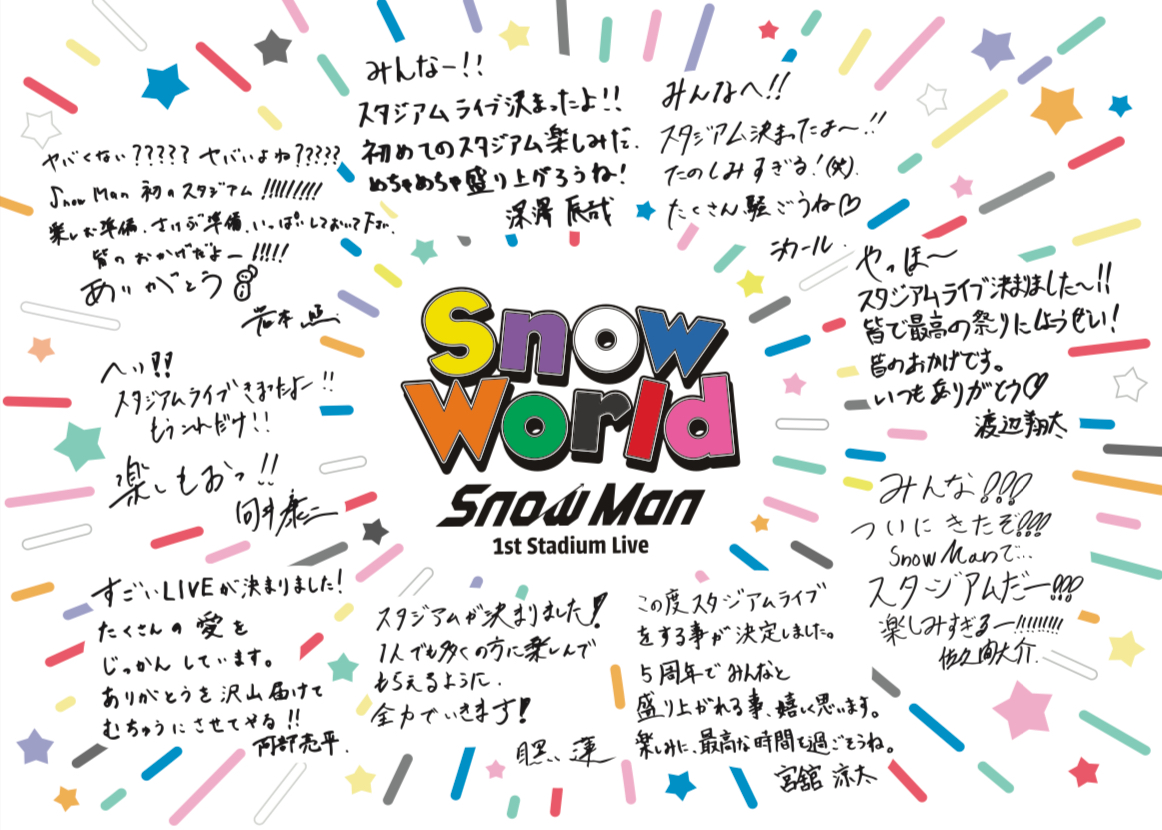 みんなー!!
スタジアムライブ決まったよ!!
初めてのスタジアム楽しみだ.
めちゃめちゃ盛り上がろうね!
深澤辰哉
みんなへ!!
スタジアム決まったよ〜!!
たのしみすぎる!(笑).
たくさん騒ごうね♡
ラウール.
ヤバくない????? ヤバいよね?????
Snow Man 初のスタジアム!!!!!!!!!
楽しむ準備、さけぶ準備、いっぱいしておいて下さい.
皆のおかげだよー!!!!!
ありがとう
岩本 照.
やっほ〜
スタジアムライブ決まりました〜!!
皆で最高の祭りにしようぜい!
皆のおかげです。
いつもありがとう♡
渡辺翔太
Snow
World
Snow Man
1st Stadium Live
へい!!
スタジアムライブきまったよー!!
もうこれだけ!!
楽しもおっ!!
向井康二
みんな!!!
ついにきたぞ!!!
Snow Manで...
スタージアムだー!!!
楽しみすぎるー!!!!!!!!!
佐久間大介.
すごいLIVEが決まりました!
たくさんの愛を
じっかんしています。
ありがとうを沢山届けて
むちゅうにさせてやる!!
阿部亮平.
スタジアムが決まりました!
1人でも多くの方に楽しんで
もらえるように.
全力でいきます!
目黒 蓮
この度スタジアムライブ
をする事が決定しました。
5周年でみんなと
盛り上がれる事、嬉しく思います。
楽しみに、最高な時間を過ごそうね。
宮舘 涼太